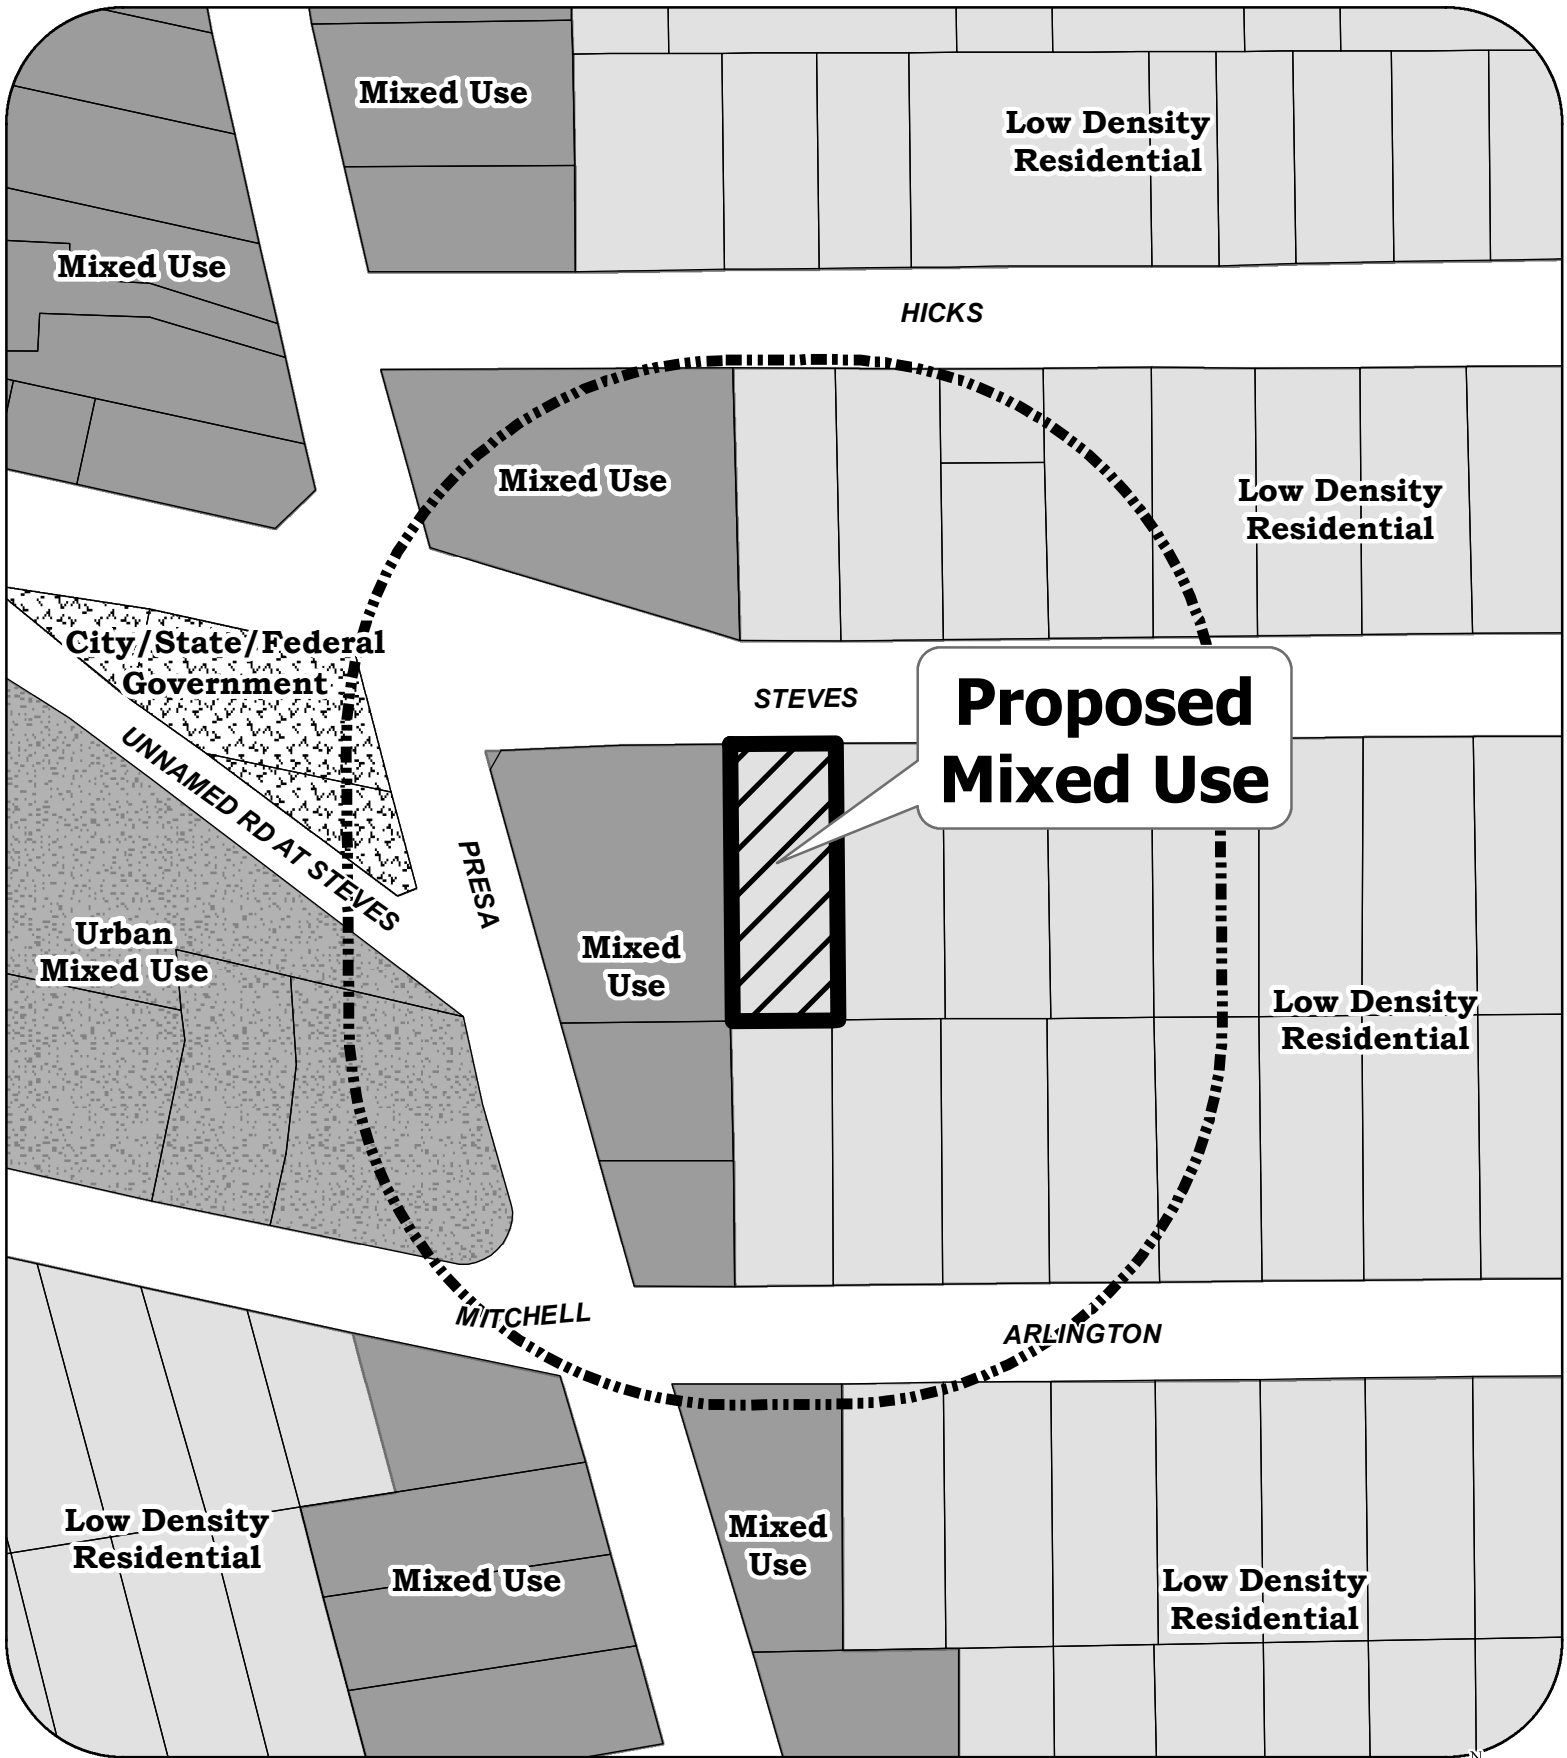 Mixed Use
Low Density
Residential
Mixed Use
HICKS
Mixed Use
Low Density
Residential
City/State/Federal
Government
STEVES
Proposed
Mixed Use
UNNAMED RD AT STEVES
PRESA
Urban
Mixed Use
Mixed
Use
Low Density
Residential
MITCHELL
ARLINGTON
Low Density
Residential
Mixed Use
Mixed
Use
Low Density
Residential
N